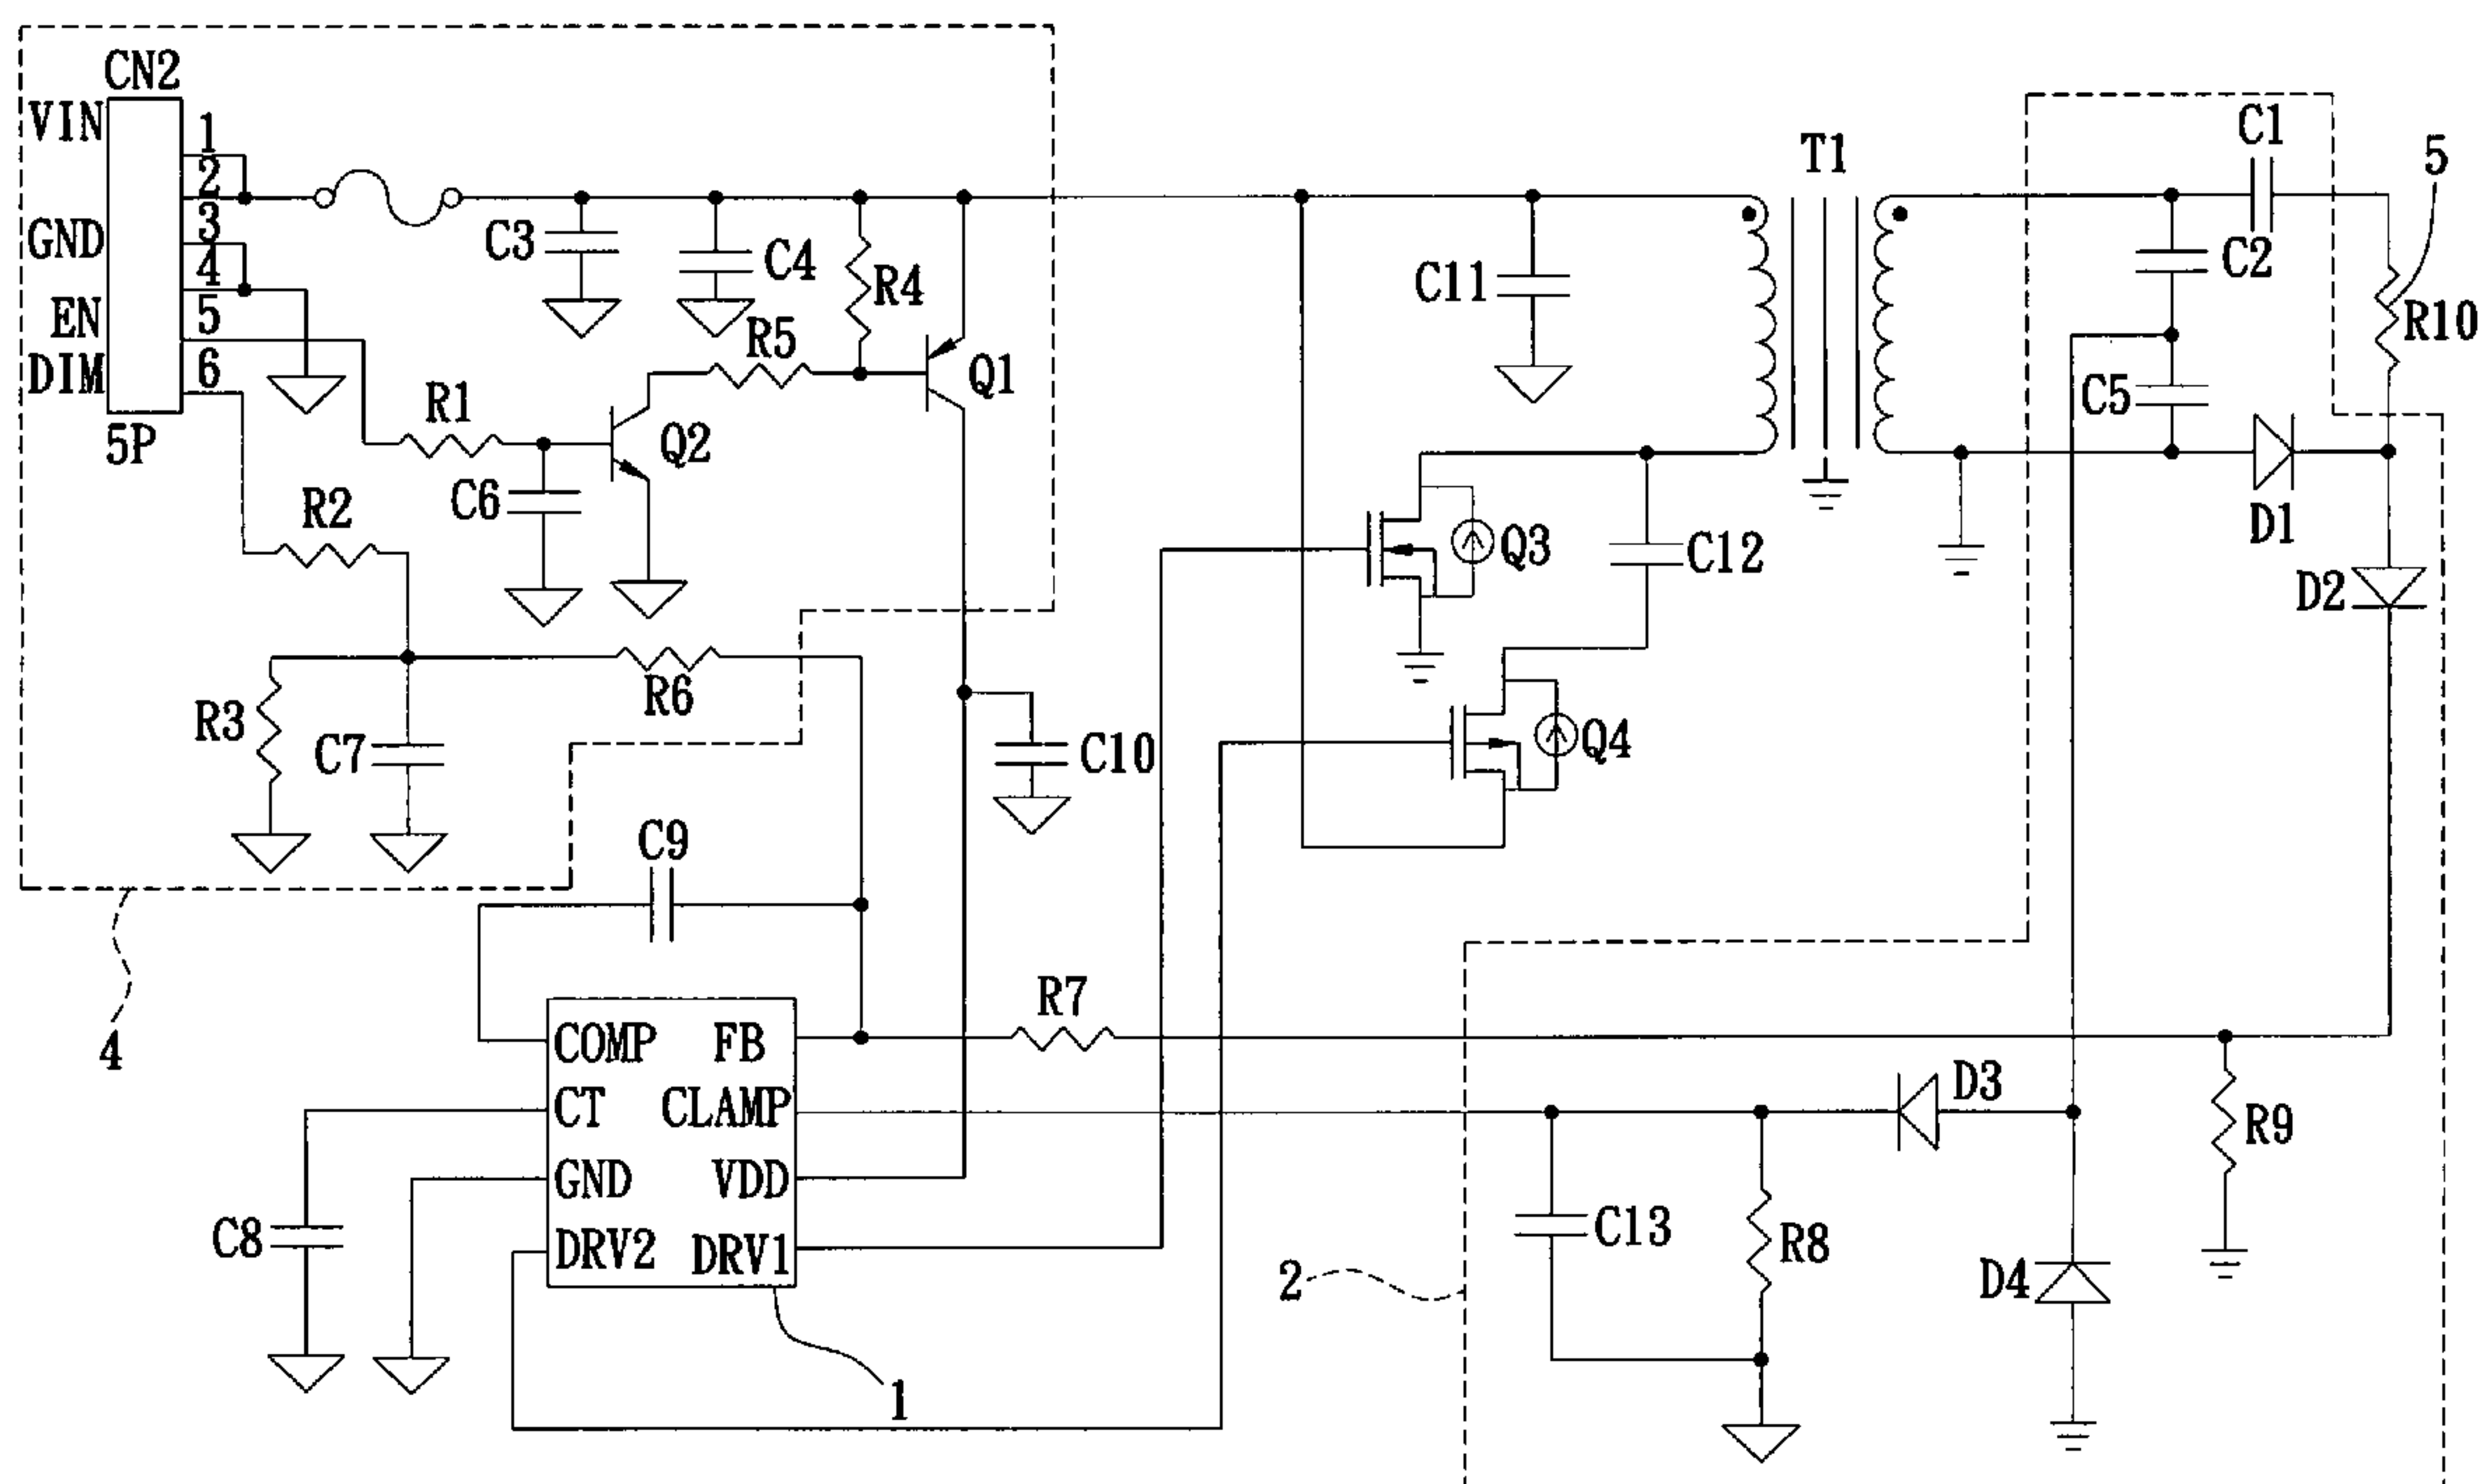 CN2
VIN
1
2
3
GND
4
EN
5
DIM
6
5P
C3
C4
R4
R5
Q1
R1
Q2
C6
R2
R3
C7
R6
C10
C9
4
T1
C11
C1
5
C2
R10
C5
D1
D2
Q3
C12
Q4
R7
COMP FB
CT CLAMP
GND VDD
DRV2 DRV1
C8
1
2
C13
R8
D3
D4
R9